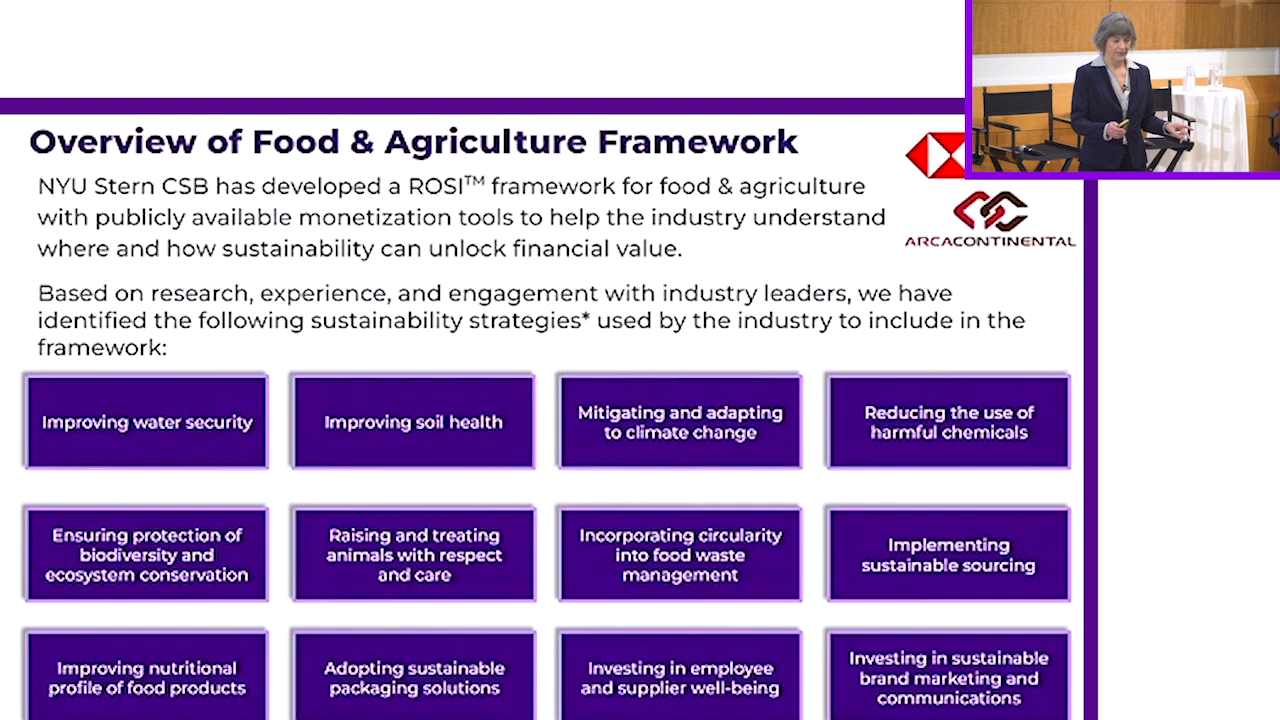 Overview of Food & Agriculture Framework
NYU Stern CSB has developed a ROSI™ framework for food & agriculture
with publicly available monetization tools to help the industry understand
where and how sustainability can unlock financial value.
ARCACONTINENTAL
Based on research, experience, and engagement with industry leaders, we have
identified the following sustainability strategies* used by the industry to include in the
framework:
Improving water security
Improving soil health
Mitigating and adapting
to climate change
Reducing the use of
harmful chemicals
Ensuring protection of
biodiversity and
ecosystem conservation
Raising and treating
animals with respect
and care
Incorporating circularity
into food waste
management
Implementing
sustainable sourcing
Improving nutritional
profile of food products
Adopting sustainable
packaging solutions
Investing in employee
and supplier well-being
Investing in sustainable
brand marketing and
communications